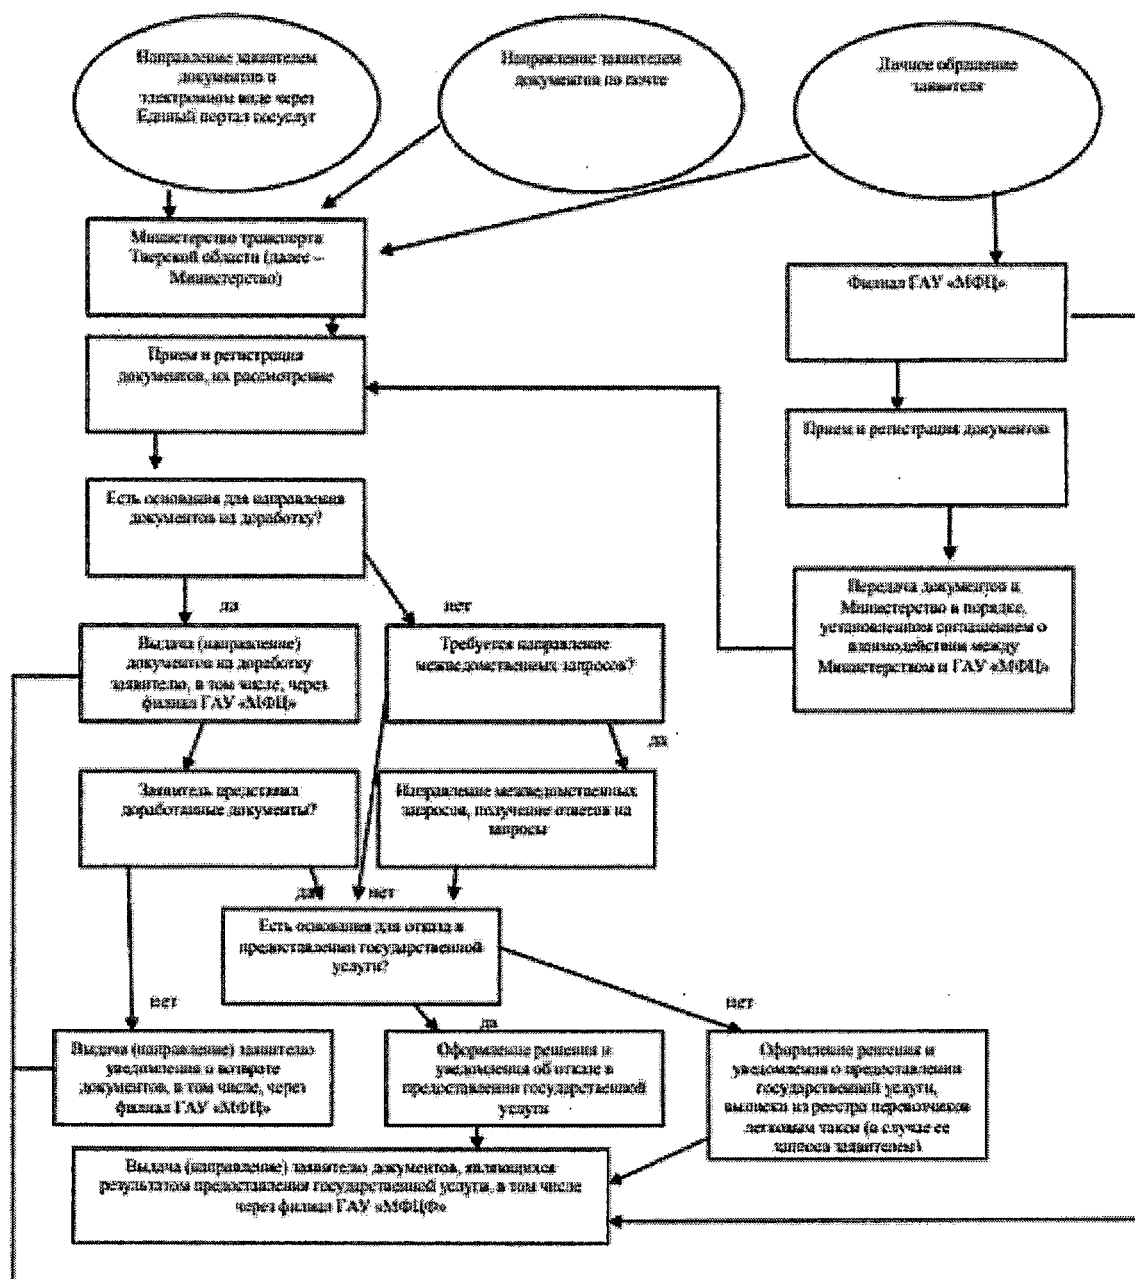 Направление заявителем
документов в
электронном виде через
Единый портал госуслуг
Направление заявителем
документов по почте
Личное обращение
заявителя
Министерство транспорта
Тверской области (далее –
Министерство)
Филиал ГАУ «МФЦ»
Прием и регистрация
документов, их рассмотрение
Прием и регистрация документов
Есть основания для направления
документов на доработку?
да
нет
Передача документов в
Министерство в порядке,
установленном соглашением о
взаимодействии между
Министерством и ГАУ «МФЦ»
Выдача (направление)
документов на доработку
заявителю, в том числе, через
филиал ГАУ «МФЦ»
Требуется направление
межведомственных запросов?
да
Заявитель представил
доработанные документы?
Направление межведомственных
запросов, получение ответов на
запросы
да
нет
Есть основания для отказа в
предоставлении государственной
услуги?
нет
да
нет
Выдача (направление) заявителю
уведомления о возврате
документов, в том числе, через
филиал ГАУ «МФЦ»
Оформление решения и
уведомления об отказе в
предоставлении государственной
услуги
Оформление решения и
уведомления о предоставлении
государственной услуги,
выписки из реестра перевозчиков
легковым такси (в случае ее
запроса заявителем)
Выдача (направление) заявителю документов, являющихся
результатом предоставления государственной услуги, в том числе
через филиал ГАУ «МФЦФ»